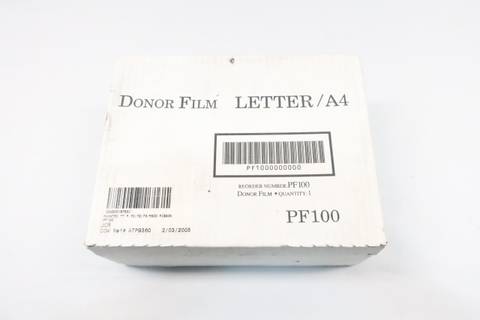 DONOR FILM LETTER/A4
PF1000000000
REORDER NUMBER: PF100
DONOR FILM • QUANTITY: 1
PF100
2/03/2005